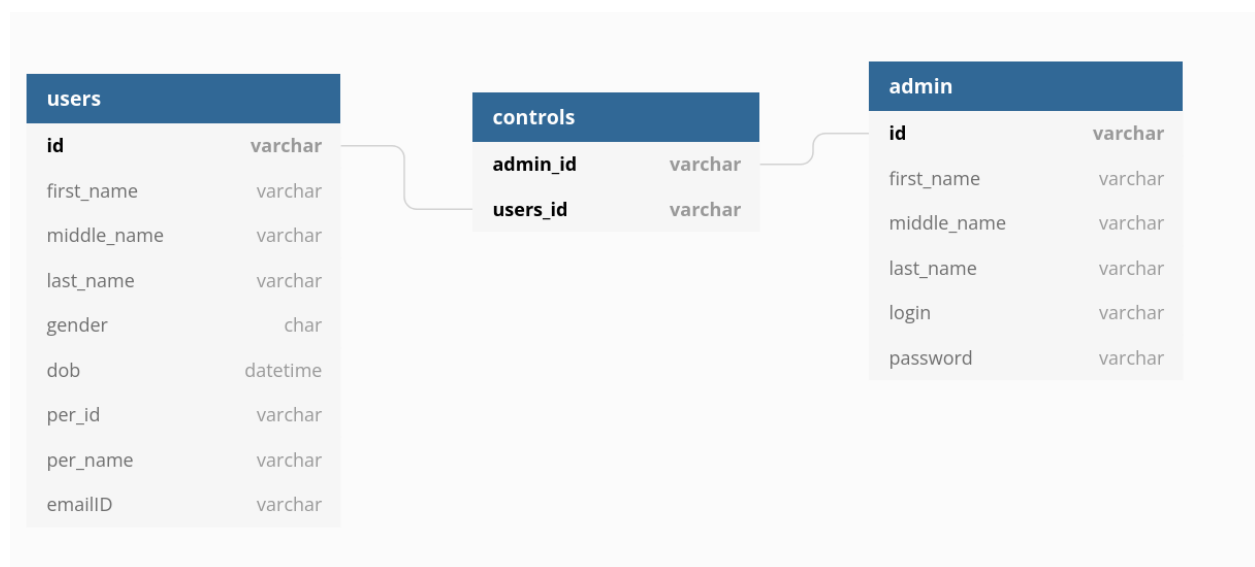 users
id varchar
first_name varchar
middle_name varchar
last_name varchar
gender char
dob datetime
per_id varchar
per_name varchar
emailID varchar
controls
admin_id varchar
users_id varchar
admin
id varchar
first_name varchar
middle_name varchar
last_name varchar
login varchar
password varchar